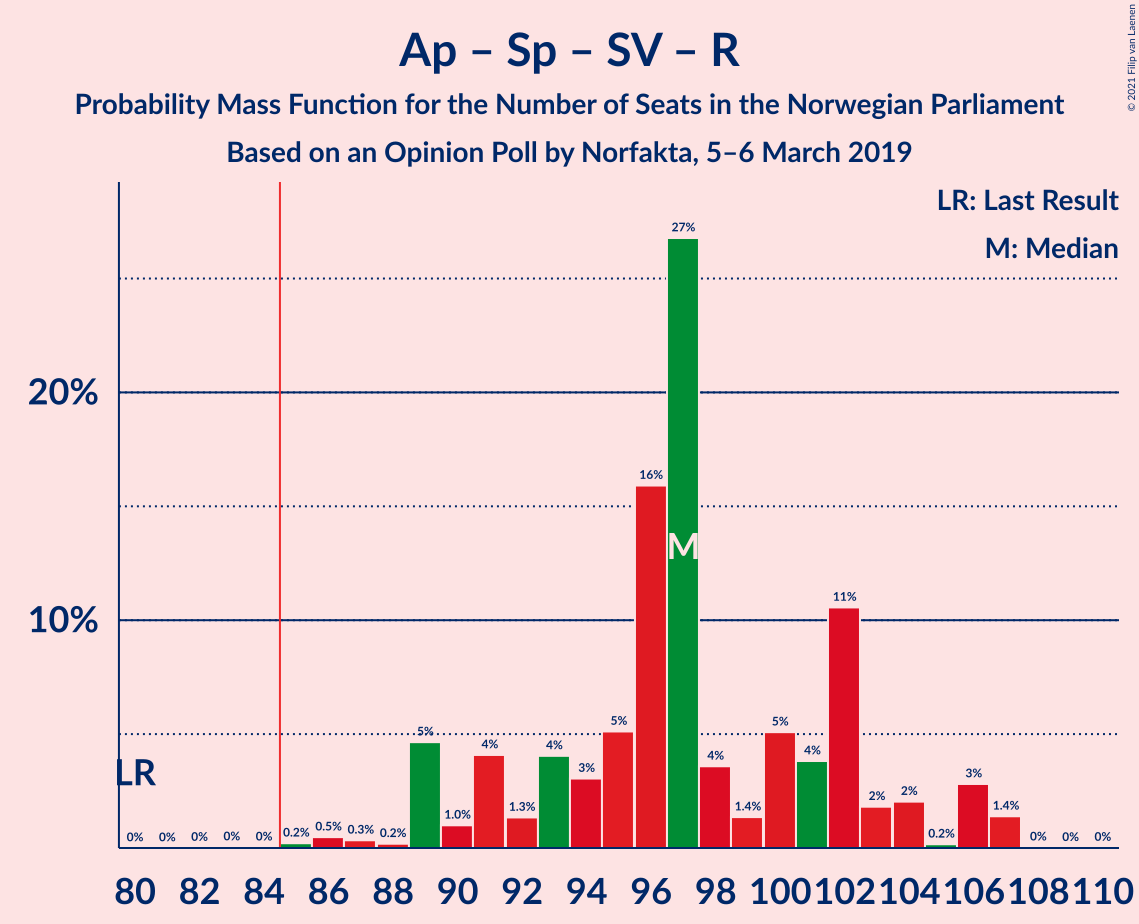 Ap – Sp – SV – R
Probability Mass Function for the Number of Seats in the Norwegian Parliament
Based on an Opinion Poll by Norfakta, 5–6 March 2019
© 2021 Filip van Laenen
LR: Last Result
M: Median
20%
10%
LR
M
0% 0% 0% 0% 0% 0.2% 0.5% 0.3% 0.2% 5% 1.0% 4% 1.3% 4% 3% 5% 16% 27% 4% 1.4% 5% 4% 11% 2% 2% 0.2% 3% 1.4% 0% 0% 0%
80 82 84 86 88 90 92 94 96 98 100 102 104 106 108 110